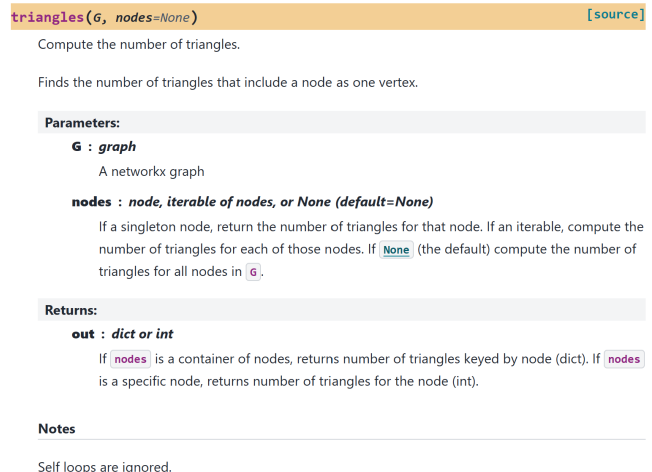 triangles(G, nodes=None) [source]
Compute the number of triangles.
Finds the number of triangles that include a node as one vertex.
Parameters:
G : graph
A networkx graph
nodes : node, iterable of nodes, or None (default=None)
If a singleton node, return the number of triangles for that node. If an iterable, compute the
number of triangles for each of those nodes. If None (the default) compute the number of
triangles for all nodes in G.
Returns:
out : dict or int
If nodes is a container of nodes, returns number of triangles keyed by node (dict). If nodes
is a specific node, returns number of triangles for the node (int).
Notes
Self loops are ignored.